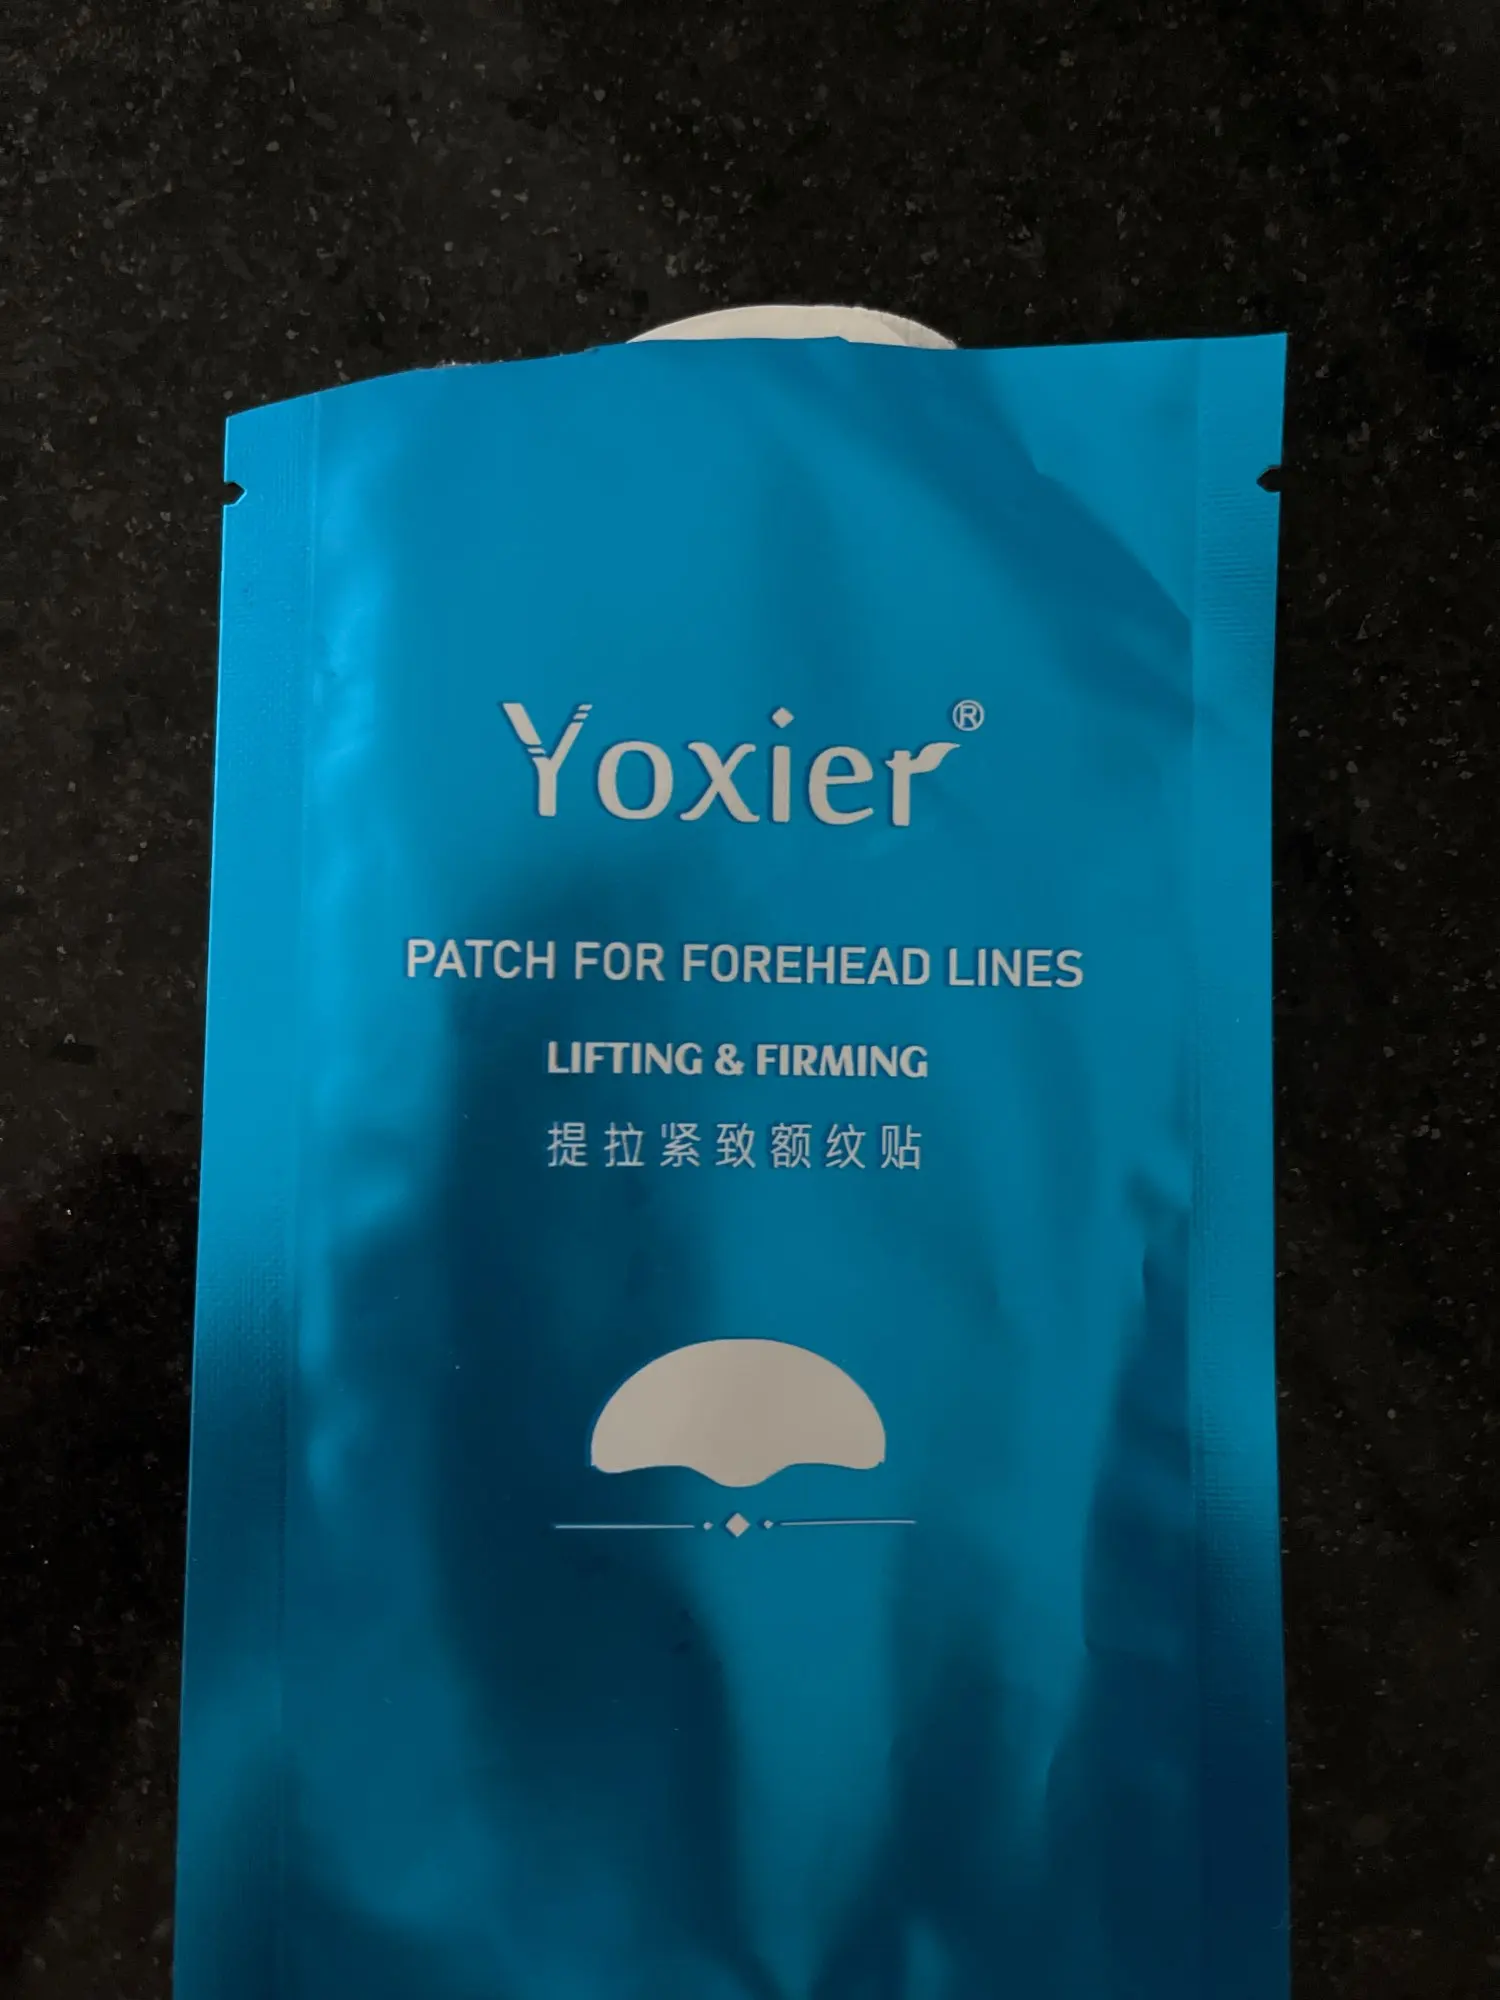 Yoxier®
PATCH FOR FOREHEAD LINES
LIFTING & FIRMING
提拉紧致额纹贴